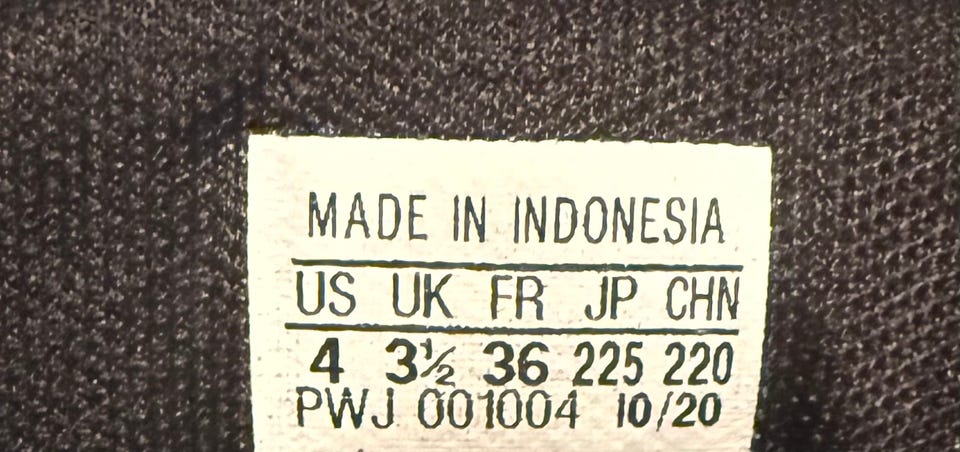 MADE IN INDONESIA
US UK FR JP CHN
4 3½ 36 225 220
PWJ 001004 10/20